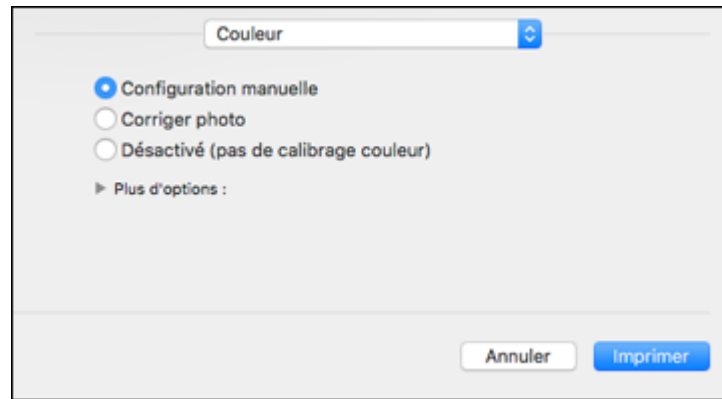 Couleur
Configuration manuelle
Corriger photo
Désactivé (pas de calibrage couleur)
Plus d'options :
Annuler
Imprimer